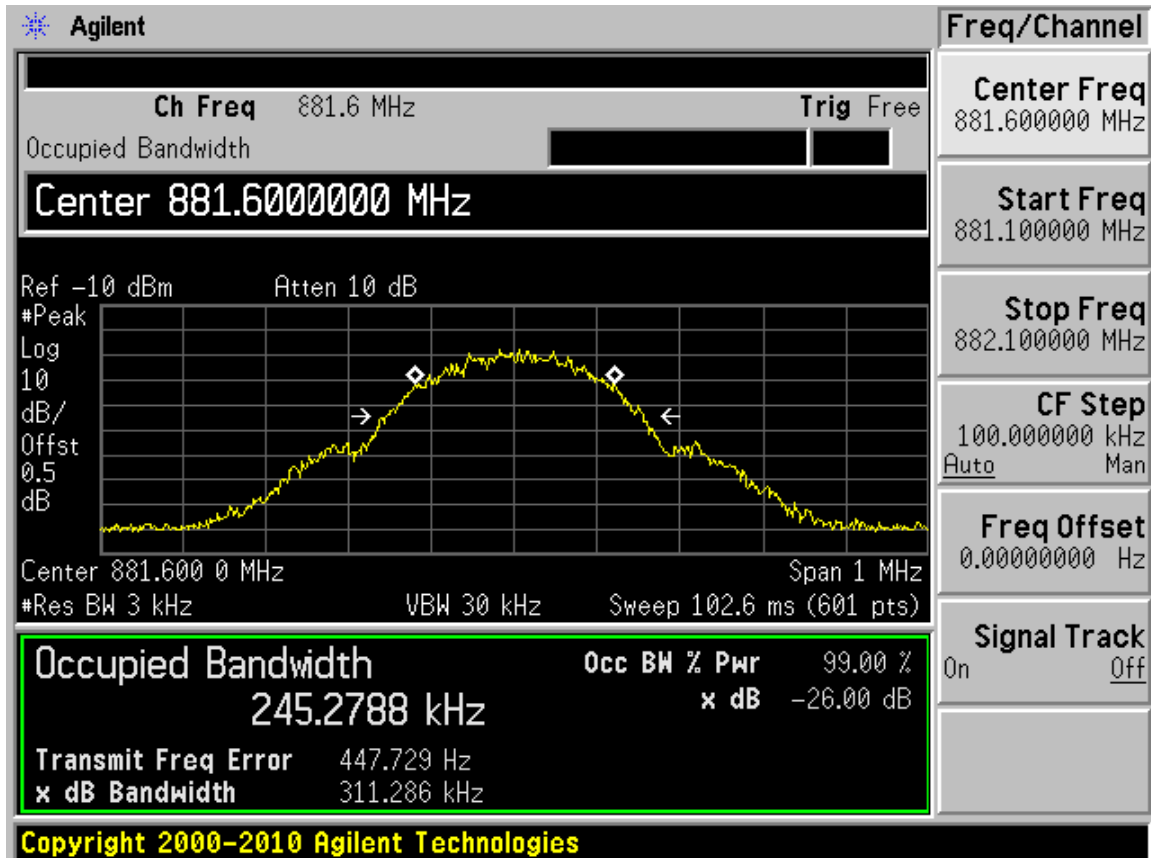 Agilent
Freq/Channel
Ch Freq 881.6 MHz Trig Free
Occupied Bandwidth
Center 881.6000000 MHz
Ref -10 dBm Atten 10 dB
#Peak
Log
10
dB/
Offst
0.5
dB
Center 881.600 0 MHz Span 1 MHz
#Res BW 3 kHz VBW 30 kHz Sweep 102.6 ms (601 pts)
Occupied Bandwidth
245.2788 kHz
Occ BW % Pwr 99.00 %
x dB -26.00 dB
Transmit Freq Error 447.729 Hz
x dB Bandwidth 311.286 kHz
Center Freq
881.600000 MHz
Start Freq
881.100000 MHz
Stop Freq
882.100000 MHz
CF Step
100.000000 kHz
Auto Man
Freq Offset
0.00000000 Hz
Signal Track
On Off
Copyright 2000-2010 Agilent Technologies